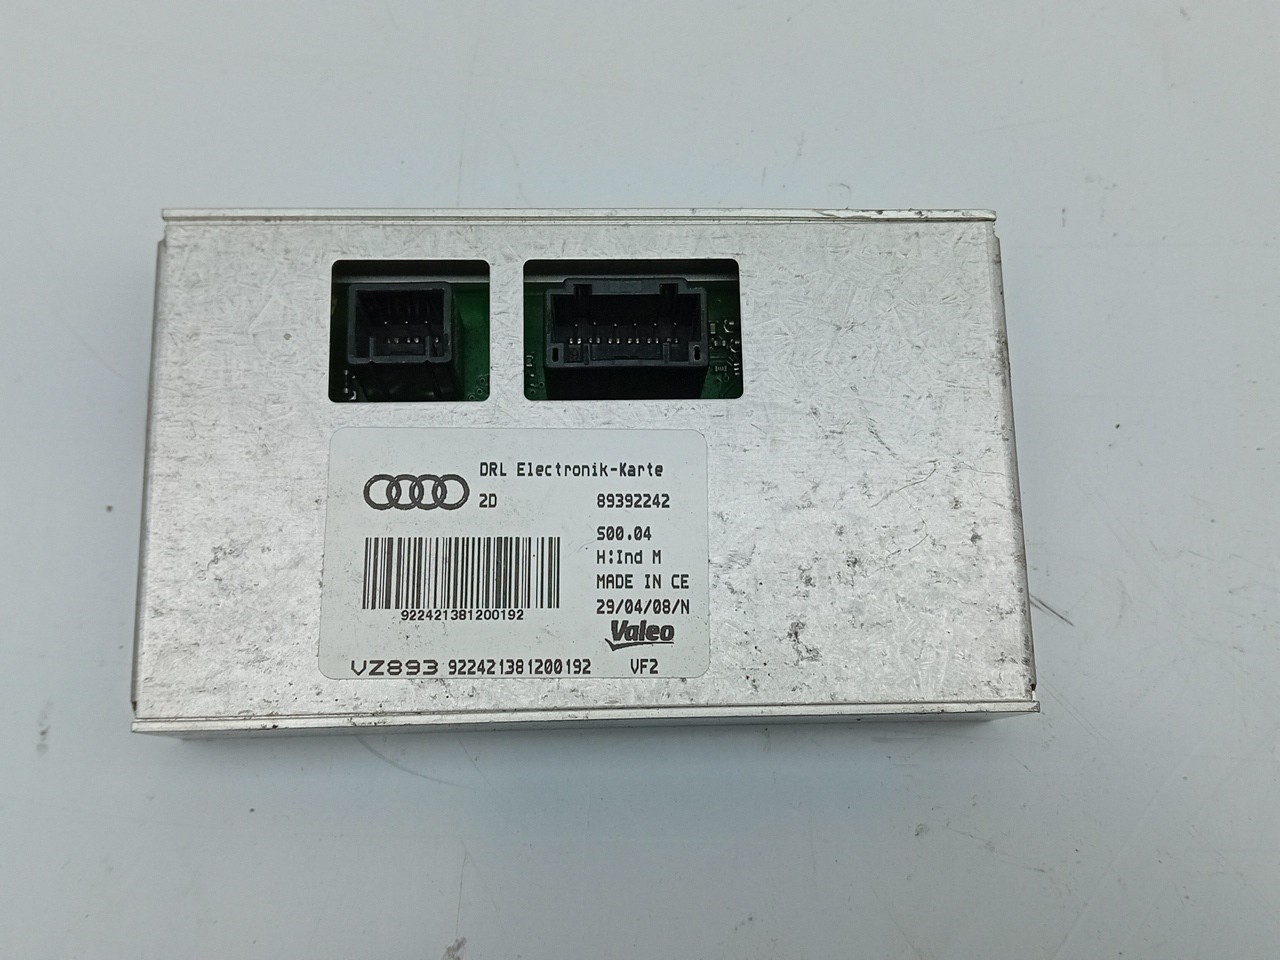 DRL Electronik-Karte
2D 89392242
S00.04
H:Ind M
MADE IN CE
29/04/08/N
922421381200192
Valeo
VZ893 922421381200192 VF2